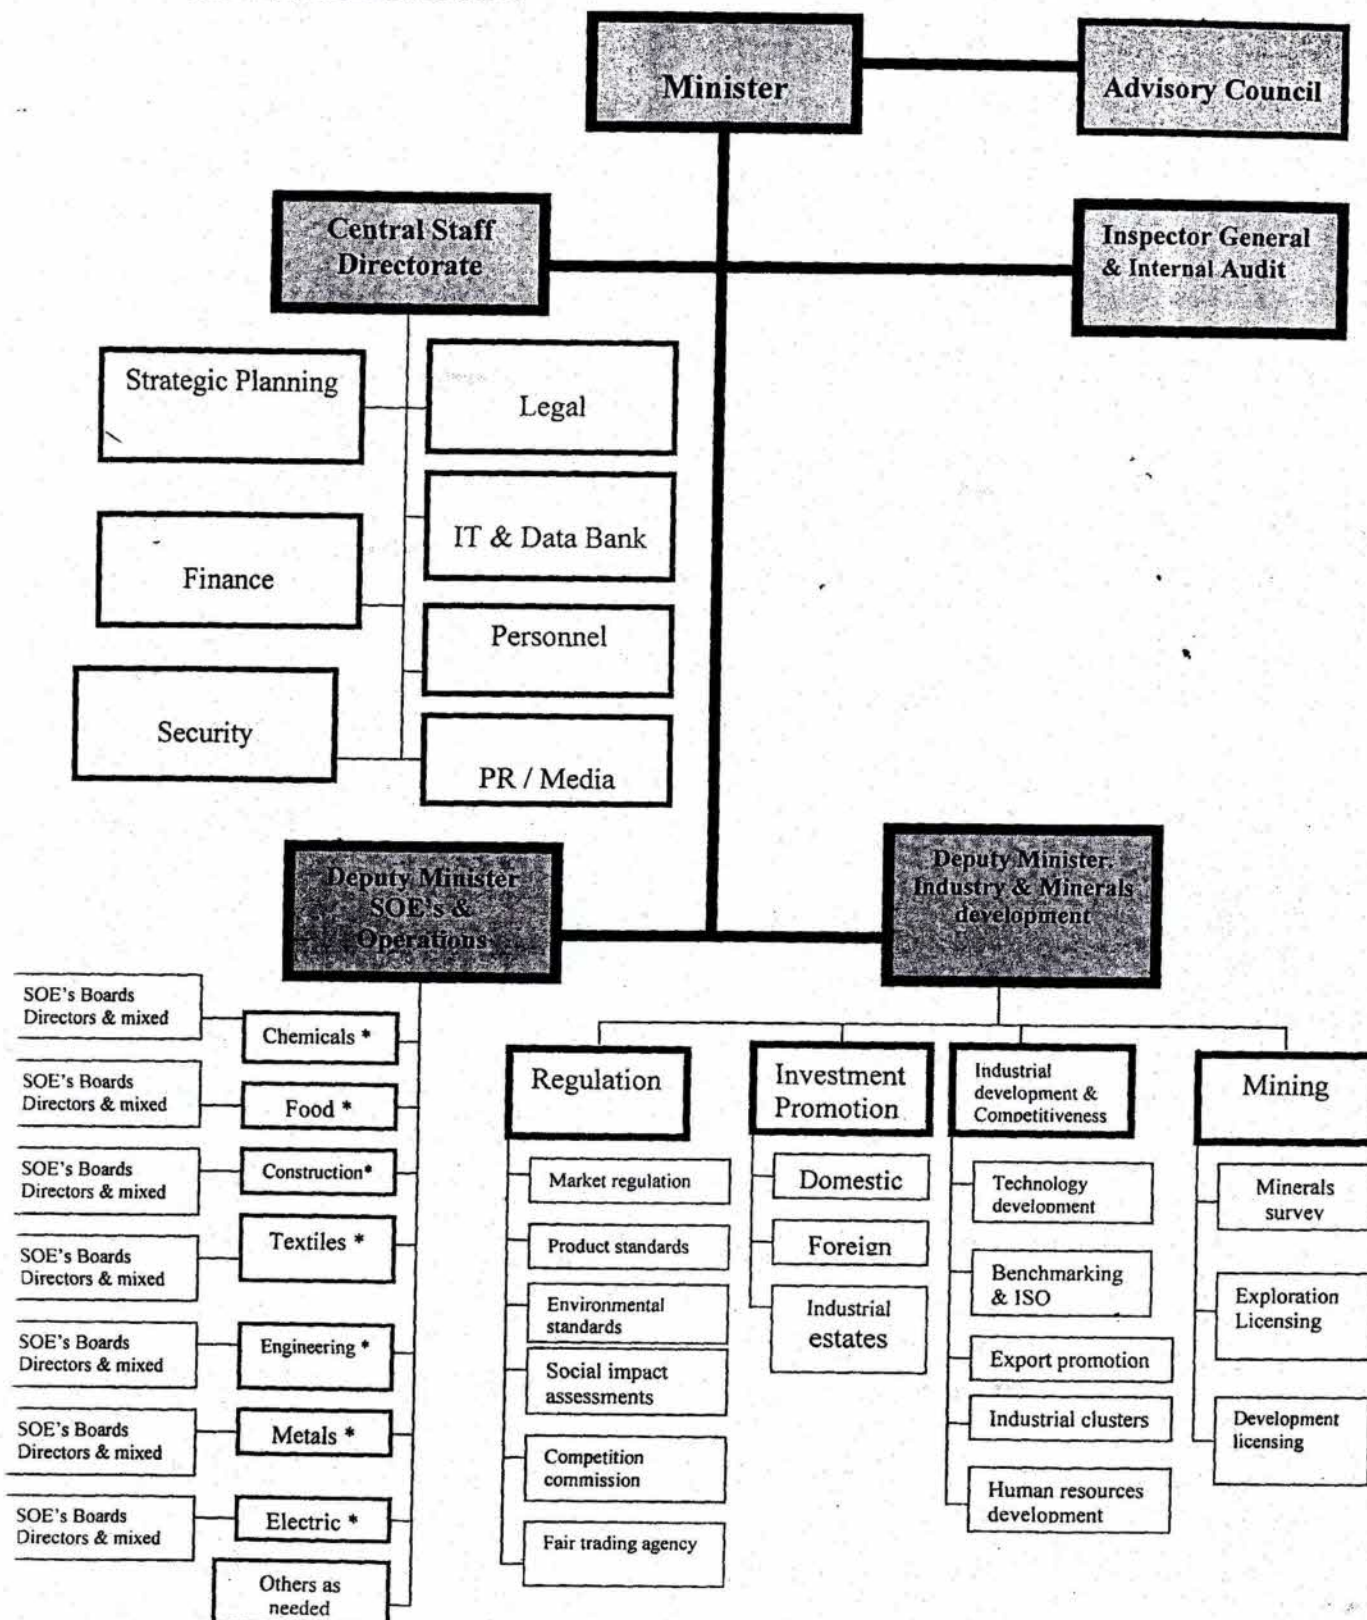 Minister
Advisory Council
Central Staff
Directorate
Inspector General
& Internal Audit
Strategic Planning
Legal
IT & Data Bank
Finance
Personnel
Security
PR / Media
Deputy Minister
SOE's &
Operations
Deputy Minister.
Industry & Minerals
development
SOE's Boards
Directors & mixed
Chemicals *
SOE's Boards
Directors & mixed
Food *
SOE's Boards
Directors & mixed
Construction*
SOE's Boards
Directors & mixed
Textiles *
SOE's Boards
Directors & mixed
Engineering *
SOE's Boards
Directors & mixed
Metals *
SOE's Boards
Directors & mixed
Electric *
Others as
needed
Regulation
Market regulation
Product standards
Environmental
standards
Social impact
assessments
Competition
commission
Fair trading agency
Investment
Promotion
Domestic
Foreign
Industrial
estates
Industrial
development &
Competitiveness
Technology
development
Benchmarking
& ISO
Export promotion
Industrial clusters
Human resources
development
Mining
Minerals
survey
Exploration
Licensing
Development
licensing